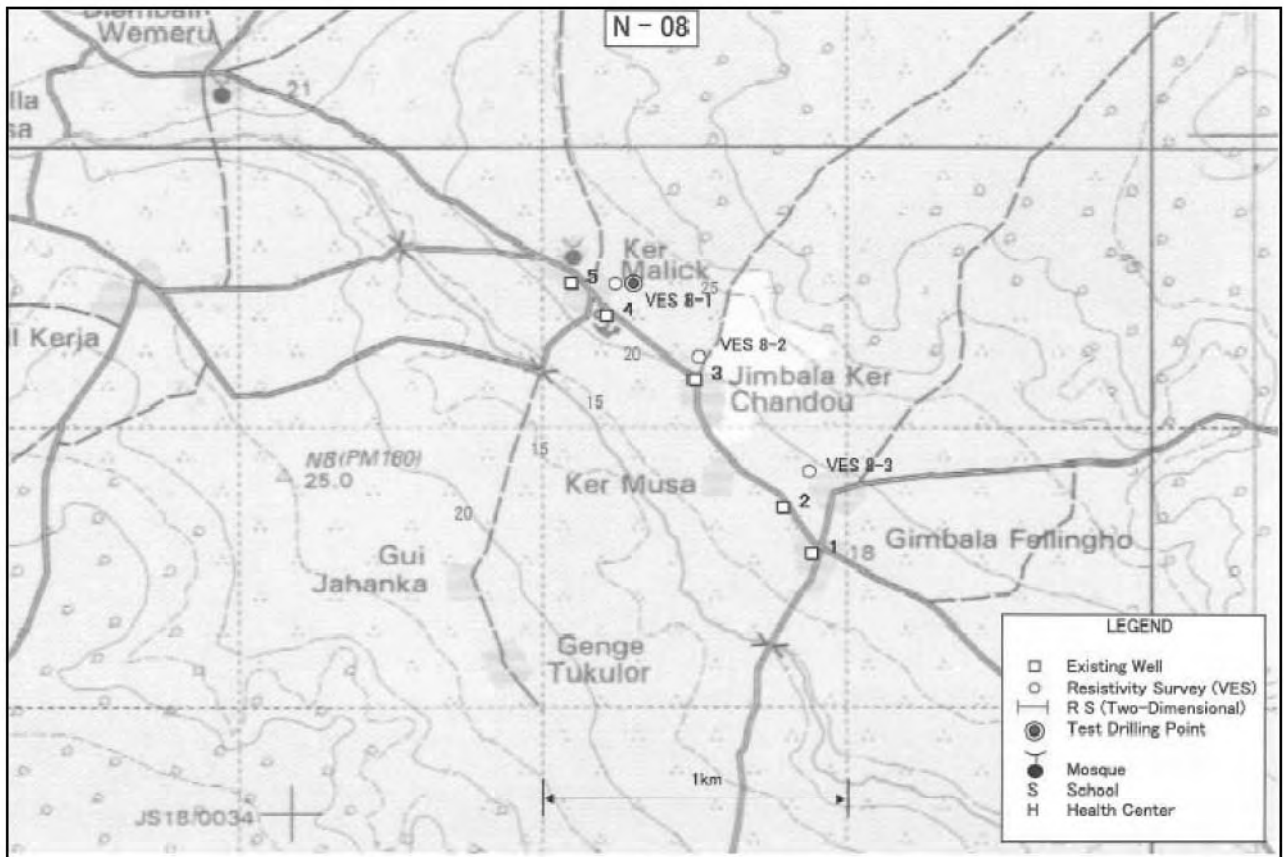 N - 08
Wemeru
21
Ker
Malick
5
VES 8-1
25
4
20
VES 8-2
3
Jimbala Ker
Chandou
Kerja
15
15
N8(PM160)
25.0
VES 8-3
Ker Musa
20
2
1
18
Gimbala Fellingho
Gui
Jahanka
Genge
Tukulor
1km
JS18/0034
LEGEND
Existing Well
Resistivity Survey (VES)
R S (Two-Dimensional)
Test Drilling Point
Mosque
S School
H Health Center